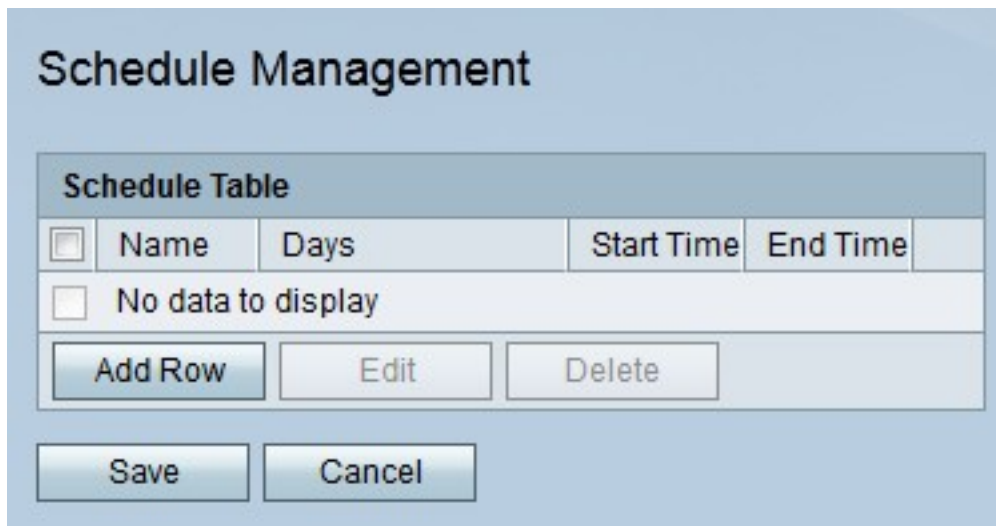 Schedule Management
Schedule Table
Name Days Start Time End Time
No data to display
Add Row Edit Delete
Save Cancel